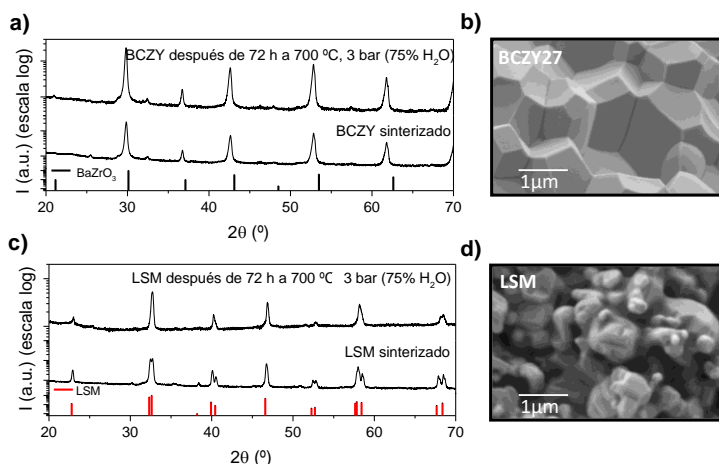 a)
BCZY después de 72 h a 700 ºC, 3 bar (75% H₂O)
BCZY sinterizado
BaZrO₃
I (a.u.) (escala log)
20 30 40 50 60 70
2θ (º)
b)
BCZY27
1µm
c)
LSM después de 72 h a 700 ºC 3 bar (75% H₂O)
LSM sinterizado
LSM
I (a.u.) (escala log)
20 30 40 50 60 70
2θ (º)
d)
LSM
1µm